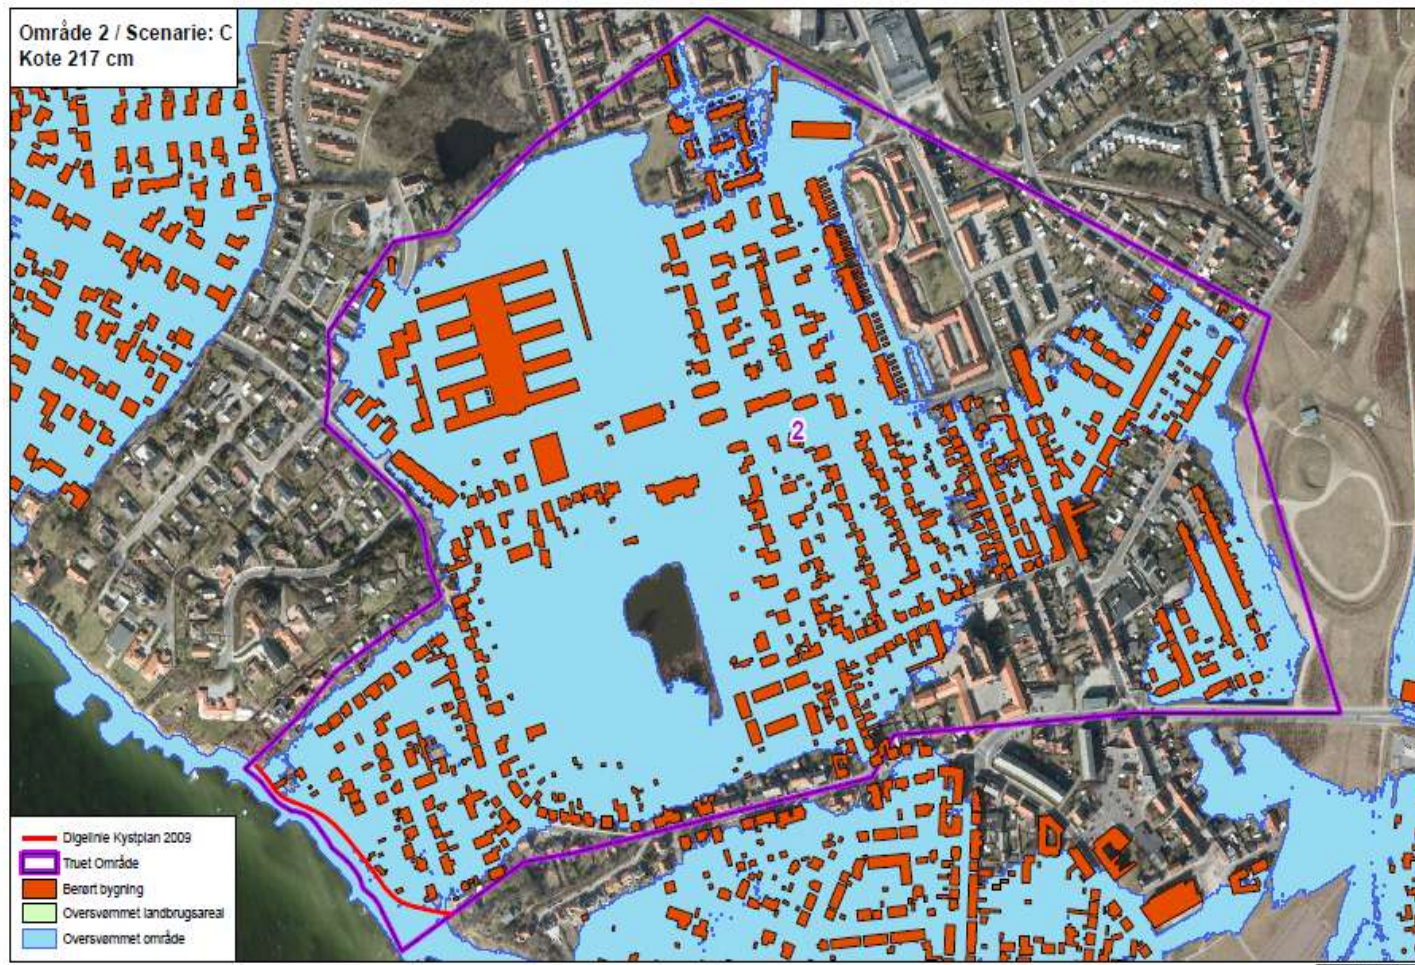 Område 2 / Scenarie: C
Kote 217 cm
2
Digelinie Kystplan 2009
Truet Område
Berørt bygning
Oversvømmet landbrugsareal
Oversvømmet område